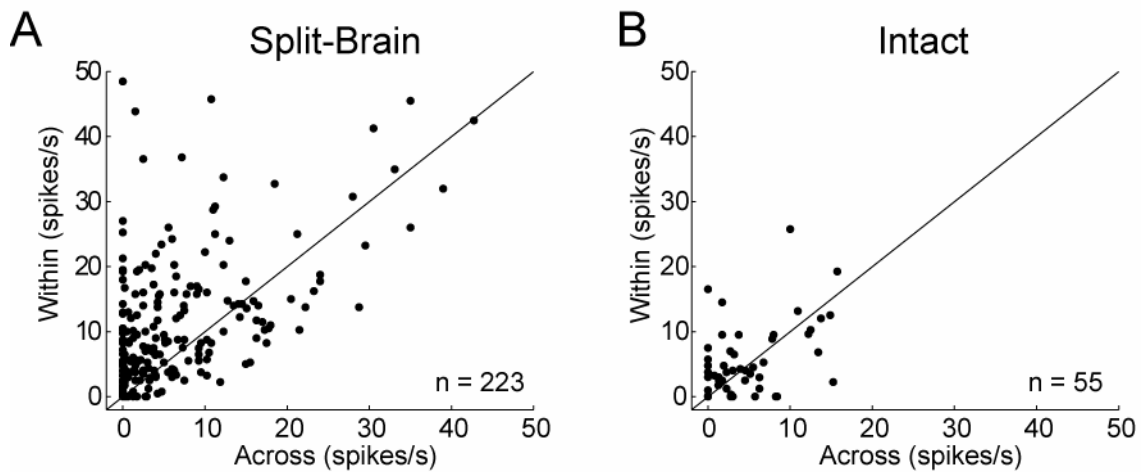 A
Split-Brain
50
40
30
20
10
0
Within (spikes/s)
n = 223
0 10 20 30 40 50
Across (spikes/s)
B
Intact
50
40
30
20
10
0
Within (spikes/s)
n = 55
0 10 20 30 40 50
Across (spikes/s)